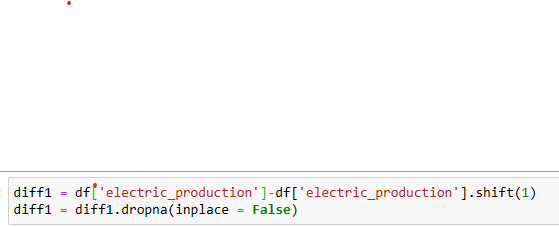 diff1 = df['electric_production']-df['electric_production'].shift(1)
diff1 = diff1.dropna(inplace = False)